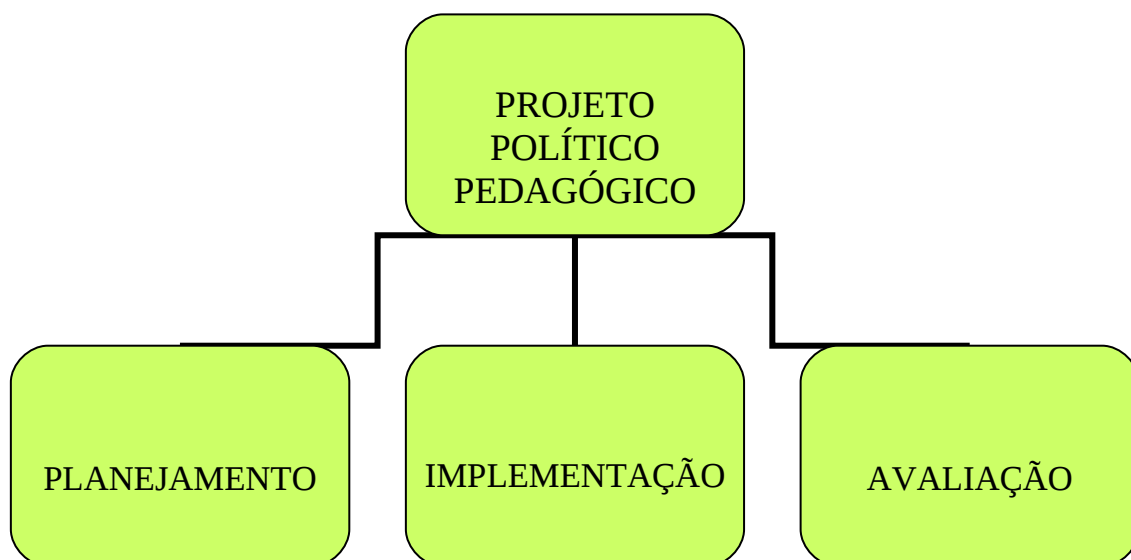 PROJETO
POLÍTICO
PEDAGÓGICO
PLANEJAMENTO
IMPLEMENTAÇÃO
AVALIAÇÃO